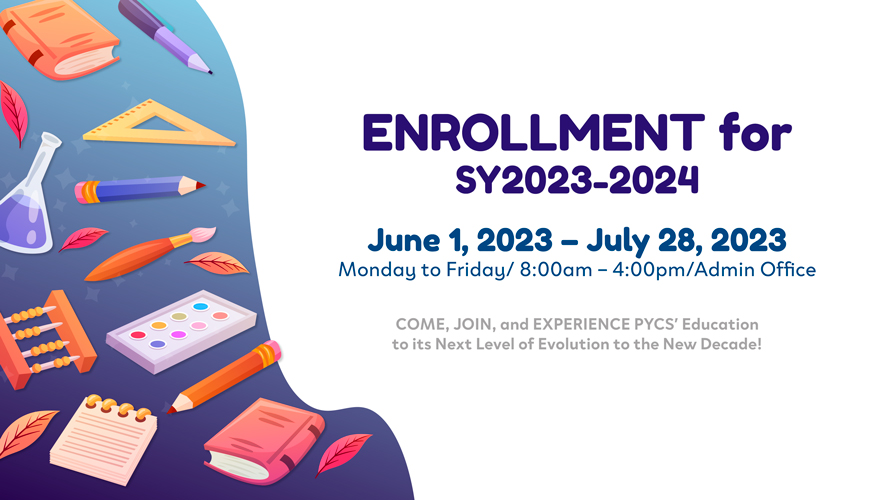 ENROLLMENT for
SY2023-2024
June 1, 2023 – July 28, 2023
Monday to Friday/ 8:00am – 4:00pm/Admin Office
COME, JOIN, and EXPERIENCE PYCS' Education
to its Next Level of Evolution to the New Decade!